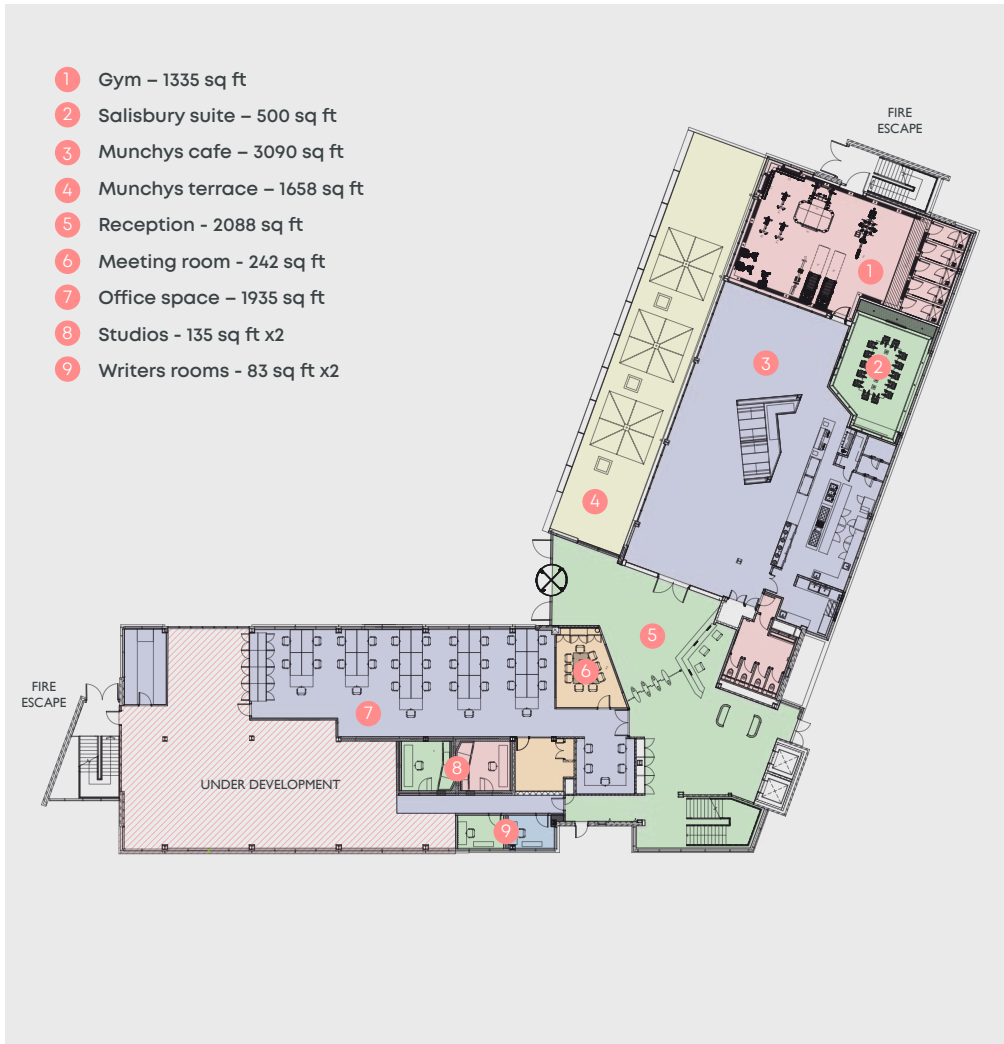 1 Gym – 1335 sq ft
2 Salisbury suite – 500 sq ft
3 Munchys cafe – 3090 sq ft
4 Munchys terrace – 1658 sq ft
5 Reception - 2088 sq ft
6 Meeting room - 242 sq ft
7 Office space – 1935 sq ft
8 Studios - 135 sq ft x2
9 Writers rooms - 83 sq ft x2
FIRE
ESCAPE
1
2
3
4
5
6
7
8
9
FIRE
ESCAPE
UNDER DEVELOPMENT